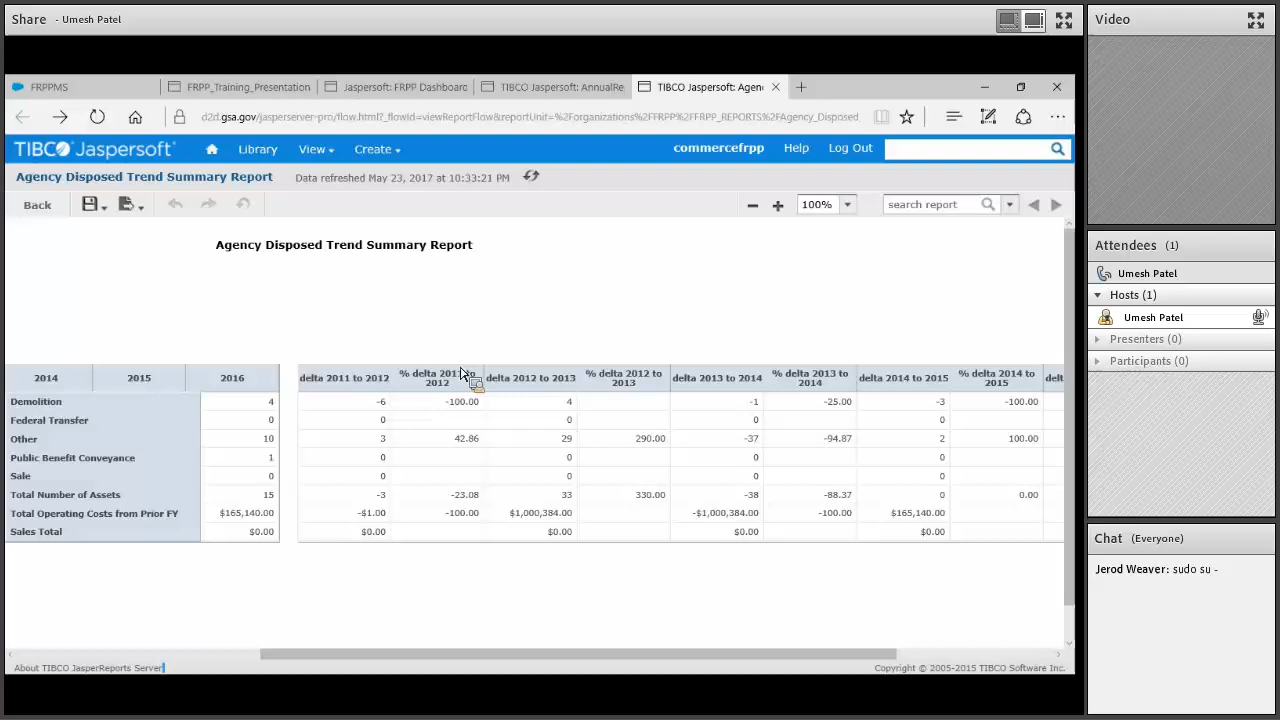 Share - Umesh Patel
Video
FRPPMS
FRPP_Training_Presentation
Jaspersoft: FRPP Dashboard
TIBCO Jaspersoft: AnnualRe
TIBCO Jaspersoft: Agen
d2d.gsa.gov/jasperserver-pro/flow.html?_flowId=viewReportFlow&reportUnit=%2Forganizations%2FFRPP%2FFRPP_REPORTS%2FAgency_Disposed
TIBCO Jaspersoft
Library View Create commercefrpp Help Log Out
Agency Disposed Trend Summary Report Data refreshed May 23, 2017 at 10:33:21 PM
Back 100% search report
Agency Disposed Trend Summary Report
2014 2015 2016 delta 2011 to 2012 % delta 2011 to 2012 delta 2012 to 2013 % delta 2012 to 2013 delta 2013 to 2014 % delta 2013 to 2014 delta 2014 to 2015 % delta 2014 to 2015 delt
Demolition 4 -6 -100.00 4 -1 -25.00 -3 -100.00
Federal Transfer 0 0 0 0 0
Other 10 3 42.86 29 290.00 -37 -94.87 2 100.00
Public Benefit Conveyance 1 0 0 0 0
Sale 0 0 0 0 0
Total Number of Assets 15 -3 -23.08 33 330.00 -38 -88.37 0 0.00
Total Operating Costs from Prior FY $165,140.00 -$1.00 -100.00 $1,000,384.00 -$1,000,384.00 -100.00 $165,140.00
Sales Total $0.00 $0.00 $0.00 $0.00 $0.00
About TIBCO JasperReports Server Copyright © 2005-2015 TIBCO Software Inc.
Attendees (1)
Umesh Patel
Hosts (1)
Umesh Patel
Presenters (0)
Participants (0)
Chat (Everyone)
Jerod Weaver: sudo su -